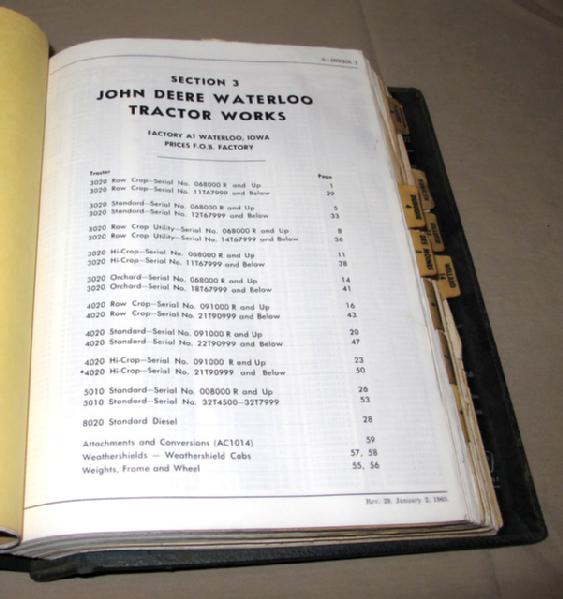 SECTION 3
JOHN DEERE WATERLOO
TRACTOR WORKS
FACTORY AT WATERLOO, IOWA
PRICES F.O.B. FACTORY
Tractor Page
3020 Row Crop—Serial No. 068000 R and Up 1
3020 Row Crop—Serial No. 11T67999 and Below 29
3020 Standard—Serial No. 068000 R and Up 5
3020 Standard—Serial No. 12T67999 and Below 33
3020 Row Crop Utility—Serial No. 068000 R and Up 8
3020 Row Crop Utility—Serial No. 14T67999 and Below 36
3020 Hi-Crop—Serial No. 068000 R and Up 11
3020 Hi-Crop—Serial No. 11T67999 and Below 38
3020 Orchard—Serial No. 068000 R and Up 14
3020 Orchard—Serial No. 18T67999 and Below 41
4020 Row Crop—Serial No. 091000 R and Up 16
4020 Row Crop—Serial No. 21T90999 and Below 43
4020 Standard—Serial No. 091000 R and Up 20
4020 Standard—Serial No. 22T90999 and Below 47
4020 Hi-Crop—Serial No. 091000 R and Up 23
*4020 Hi-Crop—Serial No. 21T90999 and Below 50
5010 Standard—Serial No. 008000 R and Up 26
5010 Standard—Serial No. 32T4500—32T7999 53
8020 Standard Diesel 28
Attachments and Conversions (AC1014) 59
Weathershields — Weathershield Cabs 57, 58
Weights, Frame and Wheel 55, 56
Rev. 28, January 2,